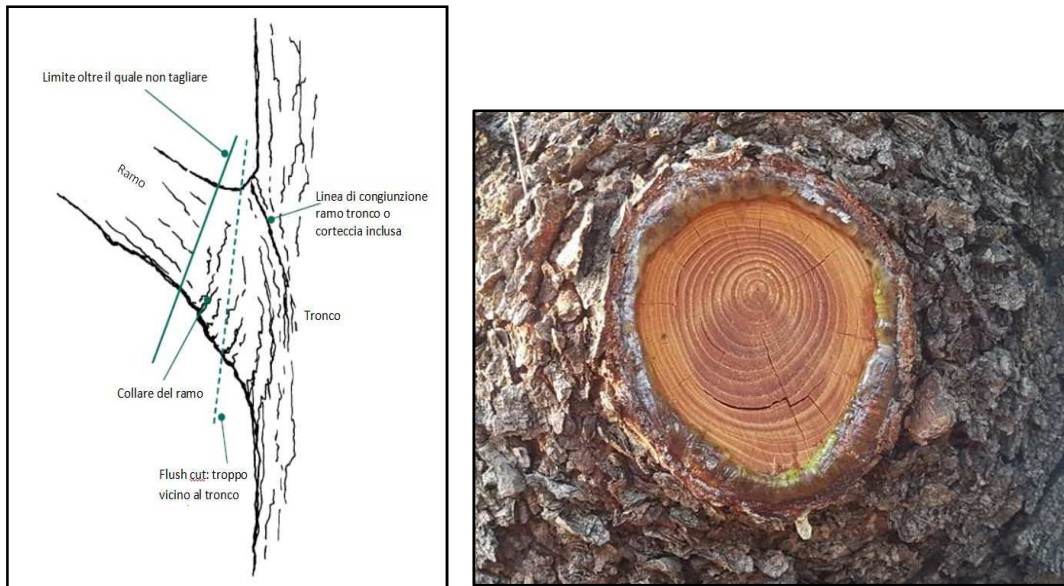 Limite oltre il quale non tagliare
Ramo
Linea di congiunzione
ramo tronco o
corteccia inclusa
Tronco
Collare del ramo
Flush cut: troppo
vicino al tronco